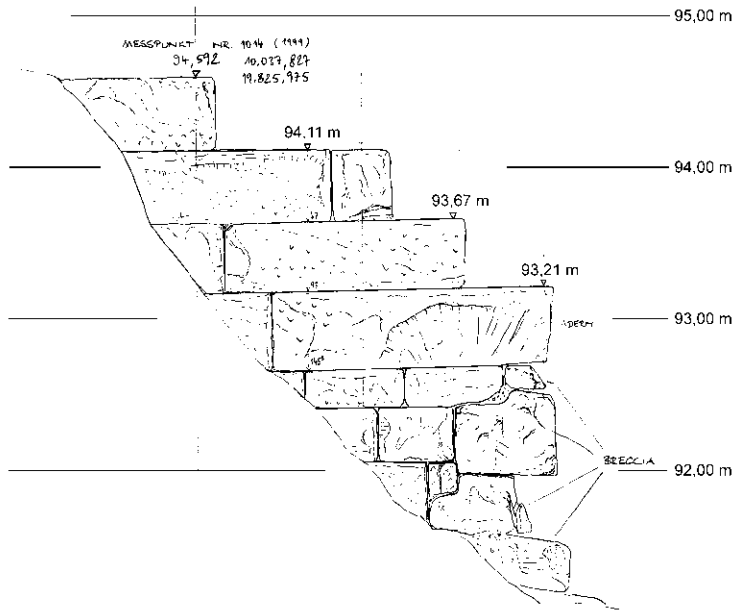 95,00 m
MESSPUNKT NR. 1014 (1999)
94,592 10.037,827
19.825,975
94,11 m
94,00 m
93,67 m
93,21 m
93,00 m
BRECCIA
92,00 m